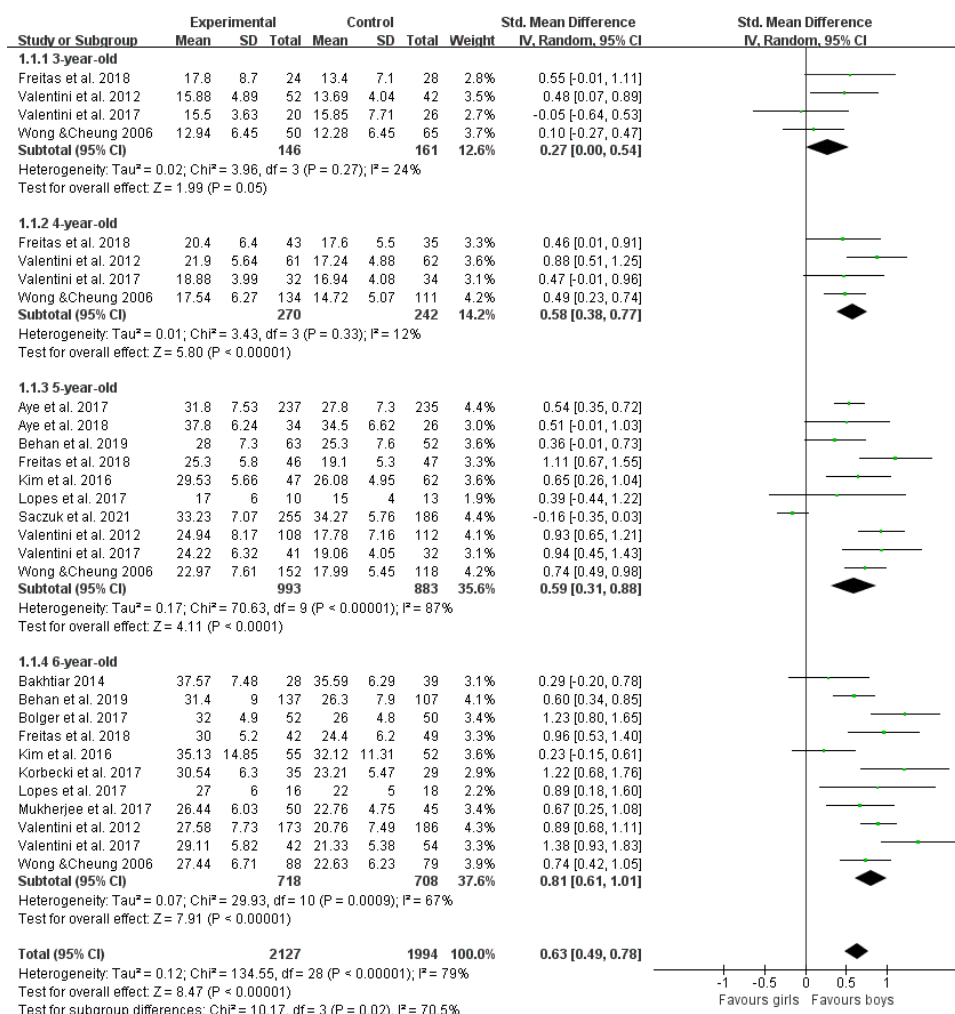 Experimental Control Std. Mean Difference Std. Mean Difference
Study or Subgroup Mean SD Total Mean SD Total Weight IV, Random, 95% CI IV, Random, 95% CI
1.1.1 3-year-old
Freitas et al. 2018 17.8 8.7 24 13.4 7.1 28 2.8% 0.55 [-0.01, 1.11]
Valentini et al. 2012 15.88 4.89 52 13.69 4.04 42 3.5% 0.48 [0.07, 0.89]
Valentini et al. 2017 15.5 3.63 20 15.85 7.71 26 2.6% -0.05 [-0.64, 0.53]
Wong &Cheung 2006 12.94 6.45 50 12.28 6.45 65 3.7% 0.10 [-0.27, 0.47]
Subtotal (95% CI) 146 161 12.6% 0.27 [0.00, 0.54]
Heterogeneity: Tau² = 0.02; Chi² = 3.96, df = 3 (P = 0.27); I² = 24%
Test for overall effect: Z = 1.99 (P = 0.05)
1.1.2 4-year-old
Freitas et al. 2018 20.4 6.4 43 17.6 5.5 35 3.3% 0.46 [0.01, 0.91]
Valentini et al. 2012 21.9 5.64 61 17.24 4.88 62 3.6% 0.88 [0.51, 1.25]
Valentini et al. 2017 18.88 3.99 32 16.94 4.08 34 3.1% 0.47 [-0.01, 0.96]
Wong &Cheung 2006 17.54 6.27 134 14.72 5.07 111 4.2% 0.49 [0.23, 0.74]
Subtotal (95% CI) 270 242 14.2% 0.58 [0.38, 0.77]
Heterogeneity: Tau² = 0.01; Chi² = 3.43, df = 3 (P = 0.33); I² = 12%
Test for overall effect: Z = 5.80 (P < 0.00001)
1.1.3 5-year-old
Aye et al. 2017 31.8 7.53 237 27.8 7.3 235 4.4% 0.54 [0.35, 0.72]
Aye et al. 2018 37.8 6.24 34 34.5 6.62 26 3.0% 0.51 [-0.01, 1.03]
Behan et al. 2019 28 7.3 63 25.3 7.6 52 3.6% 0.36 [-0.01, 0.73]
Freitas et al. 2018 25.3 5.8 46 19.1 5.3 47 3.3% 1.11 [0.67, 1.55]
Kim et al. 2016 29.53 5.66 47 26.08 4.95 62 3.5% 0.65 [0.26, 1.04]
Lopes et al. 2017 17 6 10 15 4 13 1.9% 0.39 [-0.44, 1.22]
Saczuk et al. 2021 33.23 7.07 255 34.27 5.76 186 4.4% -0.16 [-0.35, 0.03]
Valentini et al. 2012 24.94 8.17 108 17.78 7.16 112 4.1% 0.93 [0.65, 1.21]
Valentini et al. 2017 24.22 6.32 41 19.06 4.05 32 3.1% 0.94 [0.45, 1.43]
Wong &Cheung 2006 22.97 7.61 152 17.99 5.45 118 4.2% 0.74 [0.49, 0.98]
Subtotal (95% CI) 993 883 35.6% 0.59 [0.31, 0.88]
Heterogeneity: Tau² = 0.17; Chi² = 70.63, df = 9 (P < 0.00001); I² = 87%
Test for overall effect: Z = 4.11 (P < 0.0001)
1.1.4 6-year-old
Bakhtiar 2014 37.57 7.48 28 35.59 6.29 39 3.1% 0.29 [-0.20, 0.78]
Behan et al. 2019 31.4 9 137 26.3 7.9 107 4.1% 0.60 [0.34, 0.85]
Bolger et al. 2017 32 4.9 52 26 4.8 50 3.4% 1.23 [0.80, 1.65]
Freitas et al. 2018 30 5.2 42 24.4 6.2 49 3.3% 0.96 [0.53, 1.40]
Kim et al. 2016 35.13 14.85 55 32.12 11.31 52 3.6% 0.23 [-0.15, 0.61]
Korbecki et al. 2017 30.54 6.3 35 23.21 5.47 29 2.9% 1.22 [0.68, 1.76]
Lopes et al. 2017 27 6 16 22 5 18 2.2% 0.89 [0.18, 1.60]
Mukherjee et al. 2017 26.44 6.03 50 22.76 4.75 45 3.4% 0.67 [0.25, 1.08]
Valentini et al. 2012 27.58 7.73 173 20.76 7.49 186 4.3% 0.89 [0.68, 1.11]
Valentini et al. 2017 29.11 5.82 42 21.33 5.38 54 3.3% 1.38 [0.93, 1.83]
Wong &Cheung 2006 27.44 6.71 88 22.63 6.23 79 3.9% 0.74 [0.42, 1.05]
Subtotal (95% CI) 718 708 37.6% 0.81 [0.61, 1.01]
Heterogeneity: Tau² = 0.07; Chi² = 29.93, df = 10 (P = 0.0009); I² = 67%
Test for overall effect: Z = 7.91 (P < 0.00001)
Total (95% CI) 2127 1994 100.0% 0.63 [0.49, 0.78]
Heterogeneity: Tau² = 0.12; Chi² = 134.55, df = 28 (P < 0.00001); I² = 79%
Test for overall effect: Z = 8.47 (P < 0.00001)
Test for subgroup differences: Chi² = 10.17, df = 3 (P = 0.02), I² = 70.5%
-1 -0.5 0 0.5 1
Favours girls Favours boys